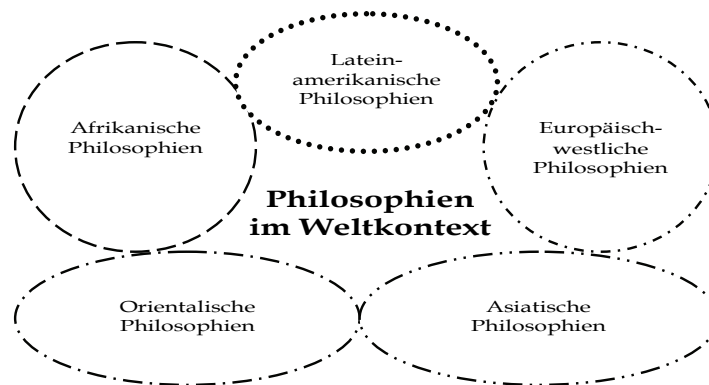 Latein-
amerikanische
Philosophien
Afrikanische
Philosophien
Europäisch-
westliche
Philosophien
Philosophien
im Weltkontext
Orientalische
Philosophien
Asiatische
Philosophien